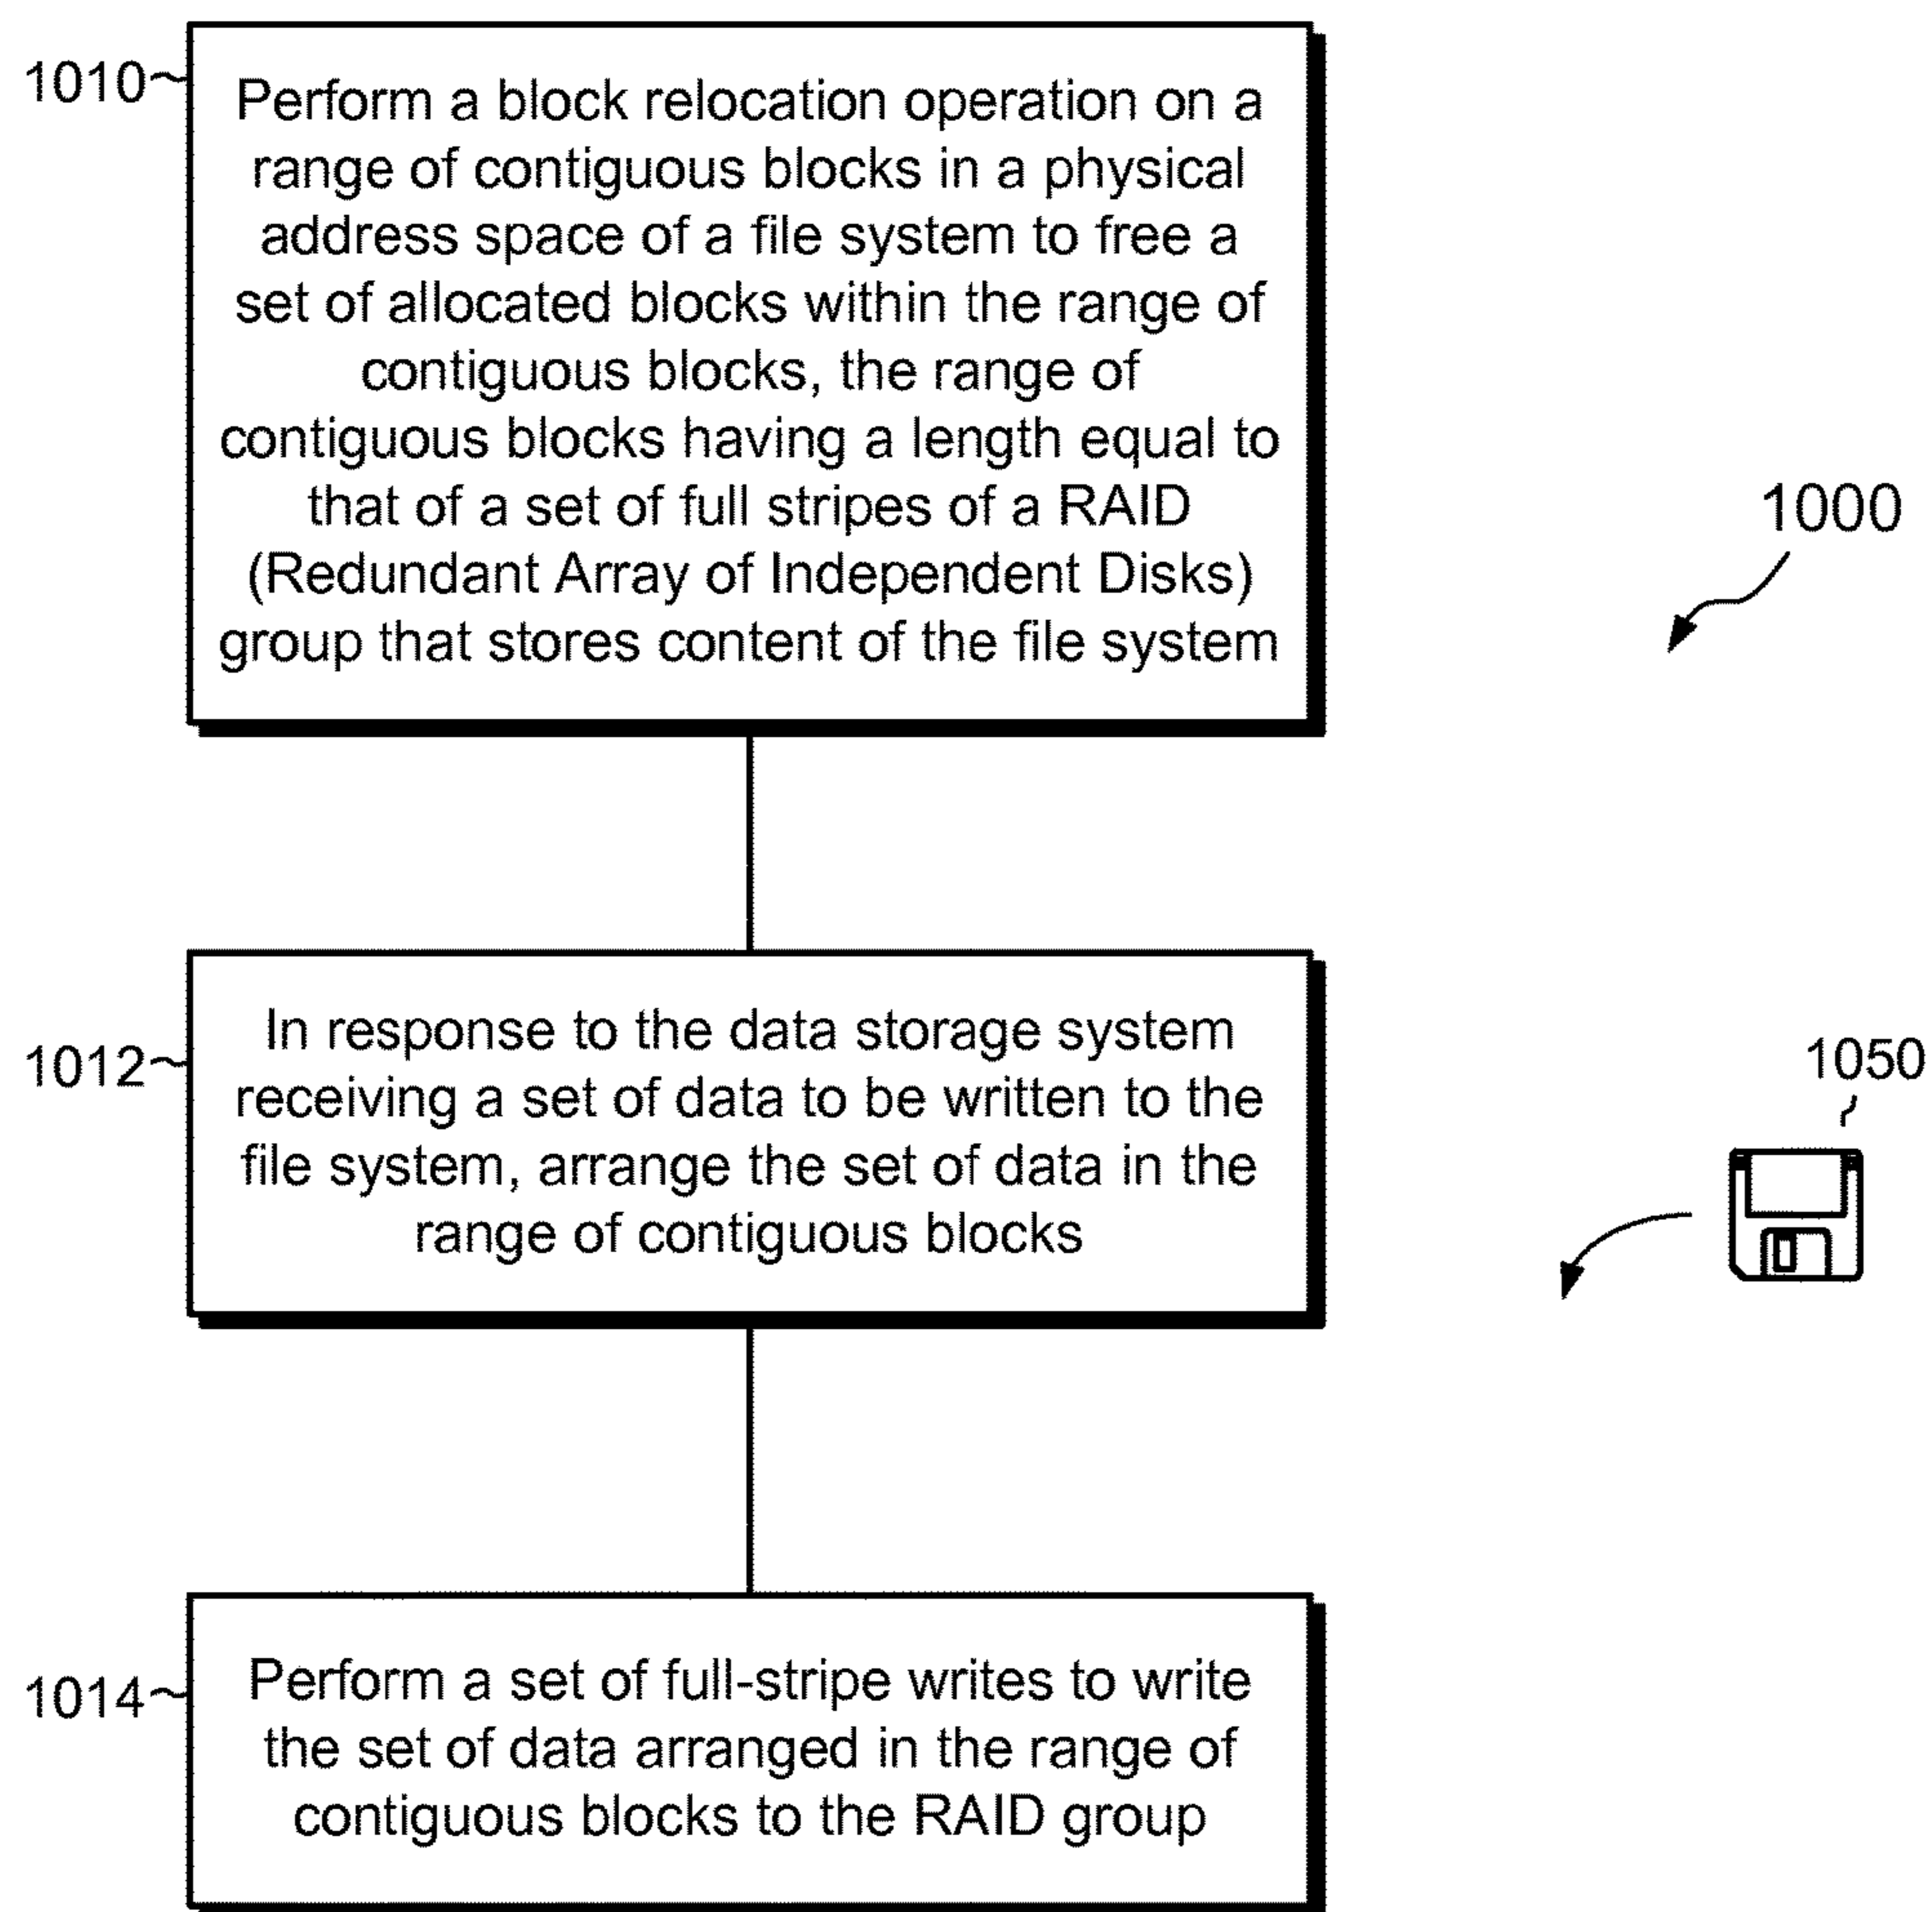 1010
Perform a block relocation operation on a
range of contiguous blocks in a physical
address space of a file system to free a
set of allocated blocks within the range of
contiguous blocks, the range of
contiguous blocks having a length equal to
that of a set of full stripes of a RAID
(Redundant Array of Independent Disks)
group that stores content of the file system
1000
1012
In response to the data storage system
receiving a set of data to be written to the
file system, arrange the set of data in the
range of contiguous blocks
1050
1014
Perform a set of full-stripe writes to write
the set of data arranged in the range of
contiguous blocks to the RAID group